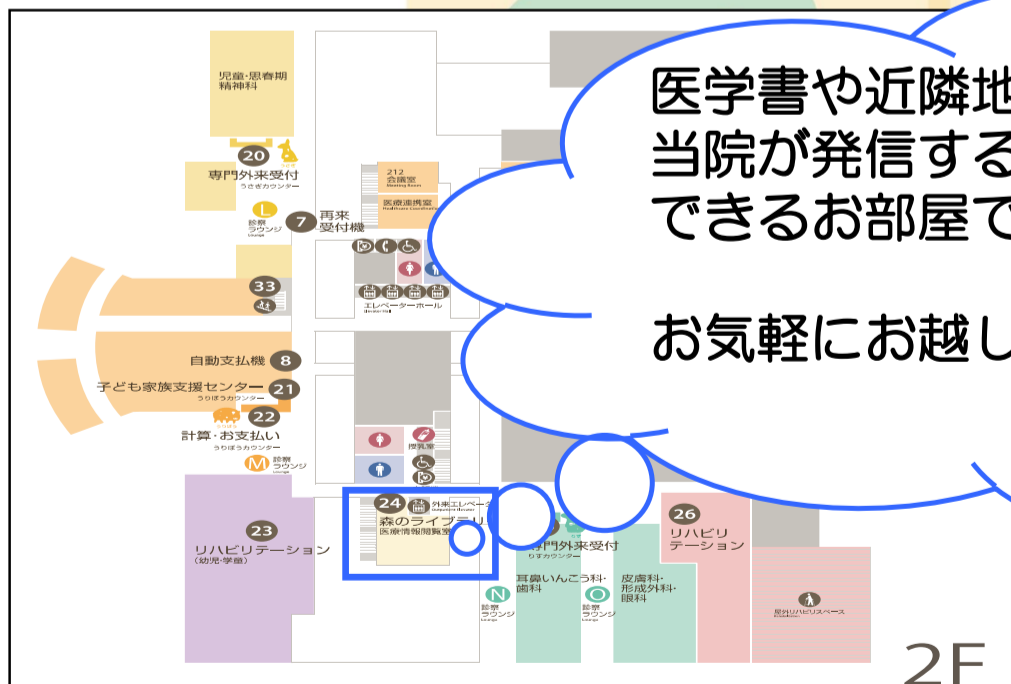 医学書や近隣地
当院が発信する
できるお部屋で
お気軽にお越し
児童・思春期
精神科
20
専門外来受付
うさぎカウンター
L
診察
ラウンジ
Lounge
7
再来
受付機
212
会議室
Meeting Room
医療連携室
33
エレベーターホール
Elevator Hall
自動支払機
8
子ども家族支援センター
21
うりぼうカウンター
22
計算・お支払い
うりぼうカウンター
M
診察
ラウンジ
Lounge
授乳室
23
リハビリテーション
(幼児・学童)
24
外来エレベータ
森のライブラリ
医療情報閲覧室
専門外来受付
りすカウンター
耳鼻いんこう科・
歯科
N
診察
ラウンジ
Lounge
皮膚科・
形成外科・
眼科
O
診察
ラウンジ
Lounge
26
リハビリ
テーション
屋外リハビリスペース
2F